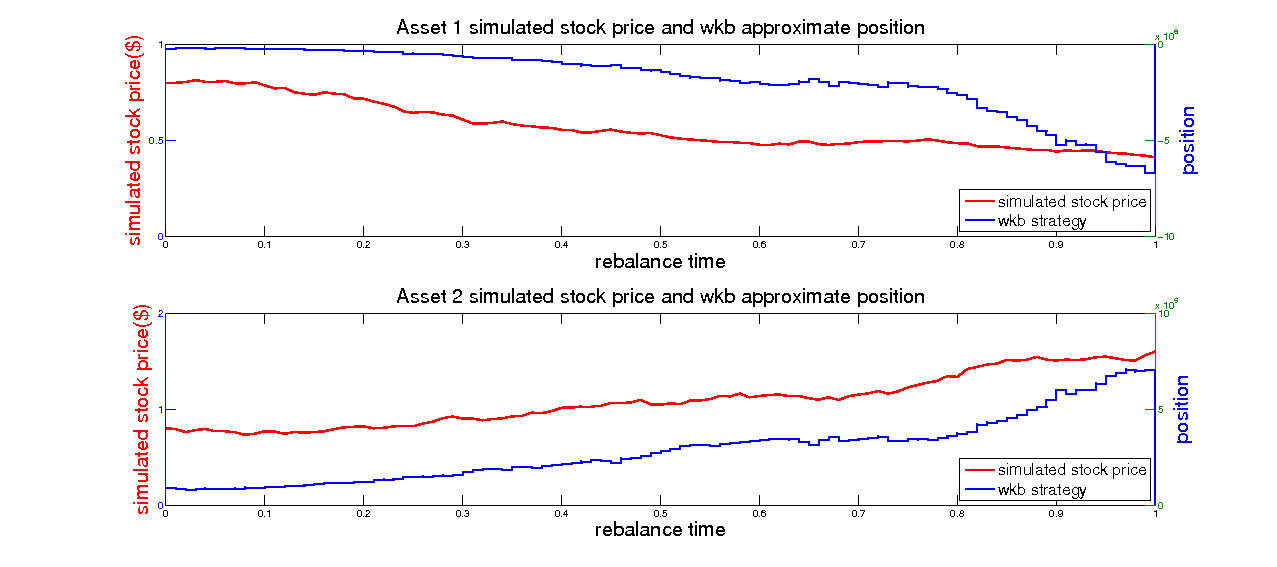 Asset 1 simulated stock price and wkb approximate position
x 10^6
simulated stock price($)
1
0.5
0
0
-5
-10
position
simulated stock price
wkb strategy
0 0.1 0.2 0.3 0.4 0.5 0.6 0.7 0.8 0.9 1
rebalance time
Asset 2 simulated stock price and wkb approximate position
x 10^5
simulated stock price($)
2
1
0
10
5
0
position
simulated stock price
wkb strategy
0 0.1 0.2 0.3 0.4 0.5 0.6 0.7 0.8 0.9 1
rebalance time